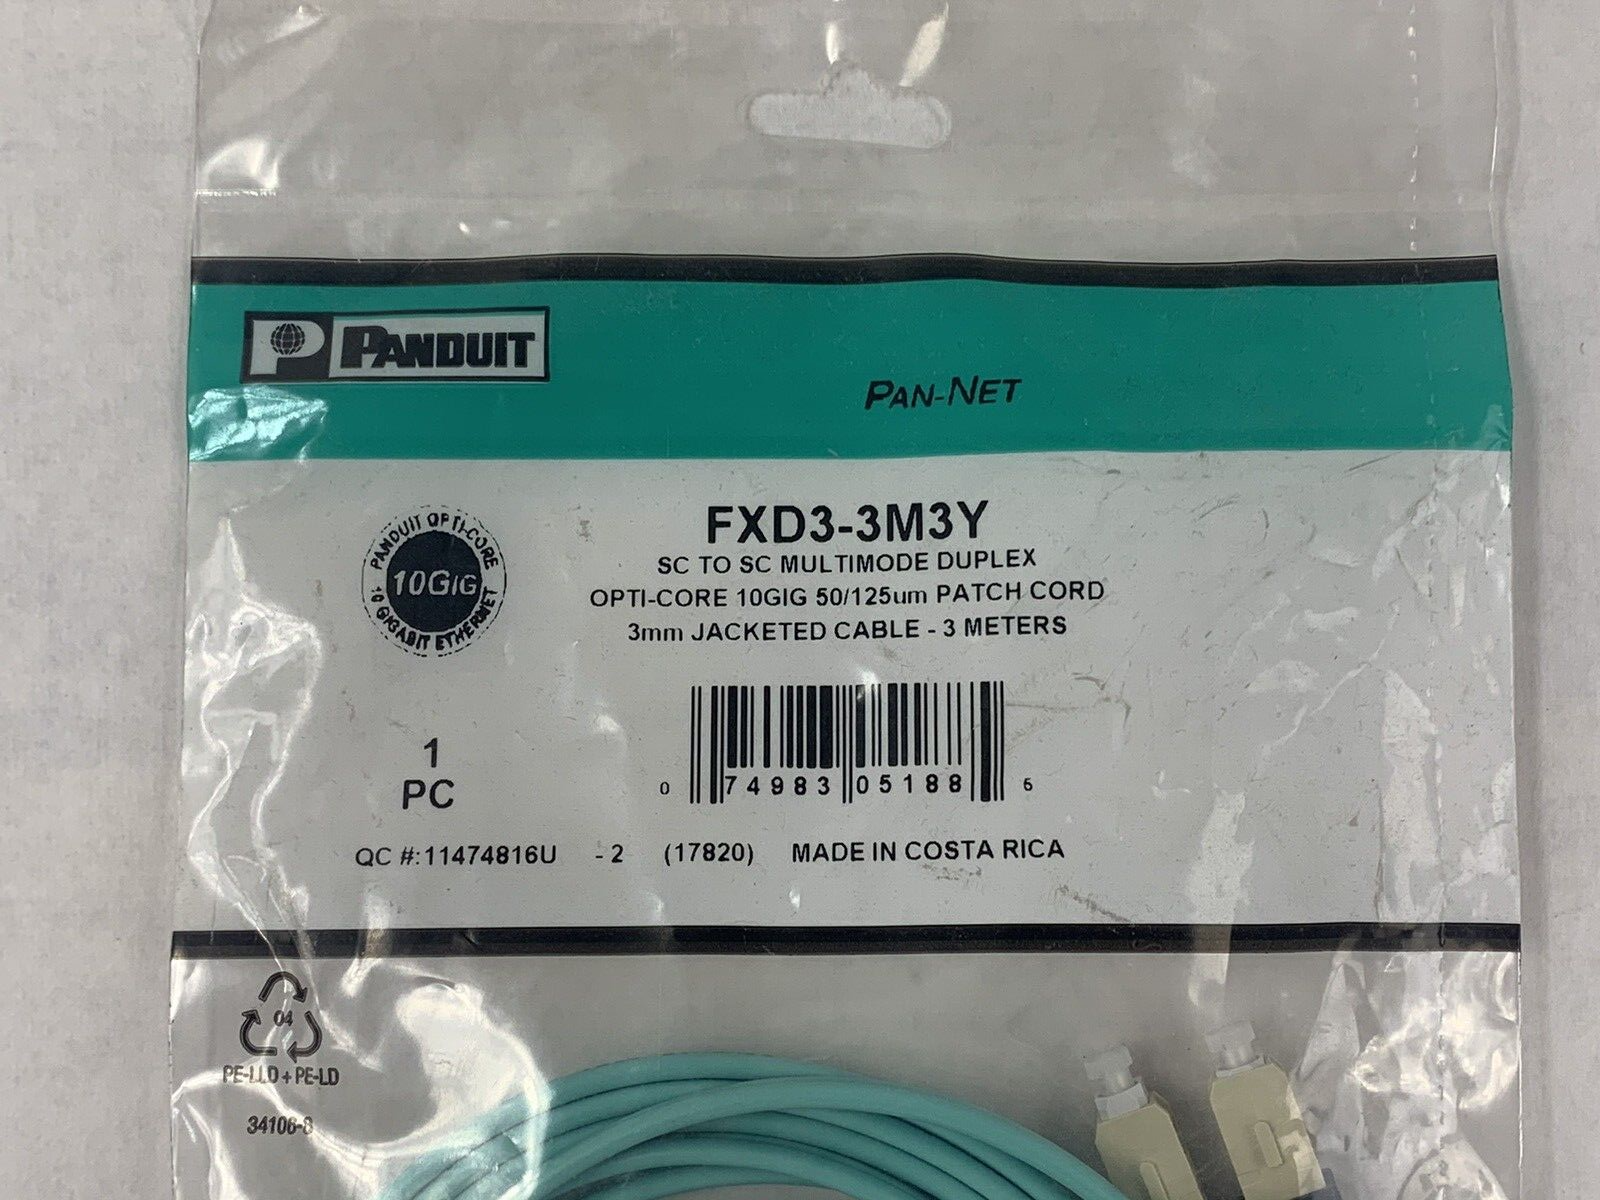 P PANDUIT
PAN-NET
PANDUIT OPTI-CORE
10GIG
10 GIGABIT ETHERNET
FXD3-3M3Y
SC TO SC MULTIMODE DUPLEX
OPTI-CORE 10GIG 50/125um PATCH CORD
3mm JACKETED CABLE - 3 METERS
1
PC
0 74983 05188 6
QC #:11474816U - 2 (17820) MADE IN COSTA RICA
04
PE-LLD + PE-LD